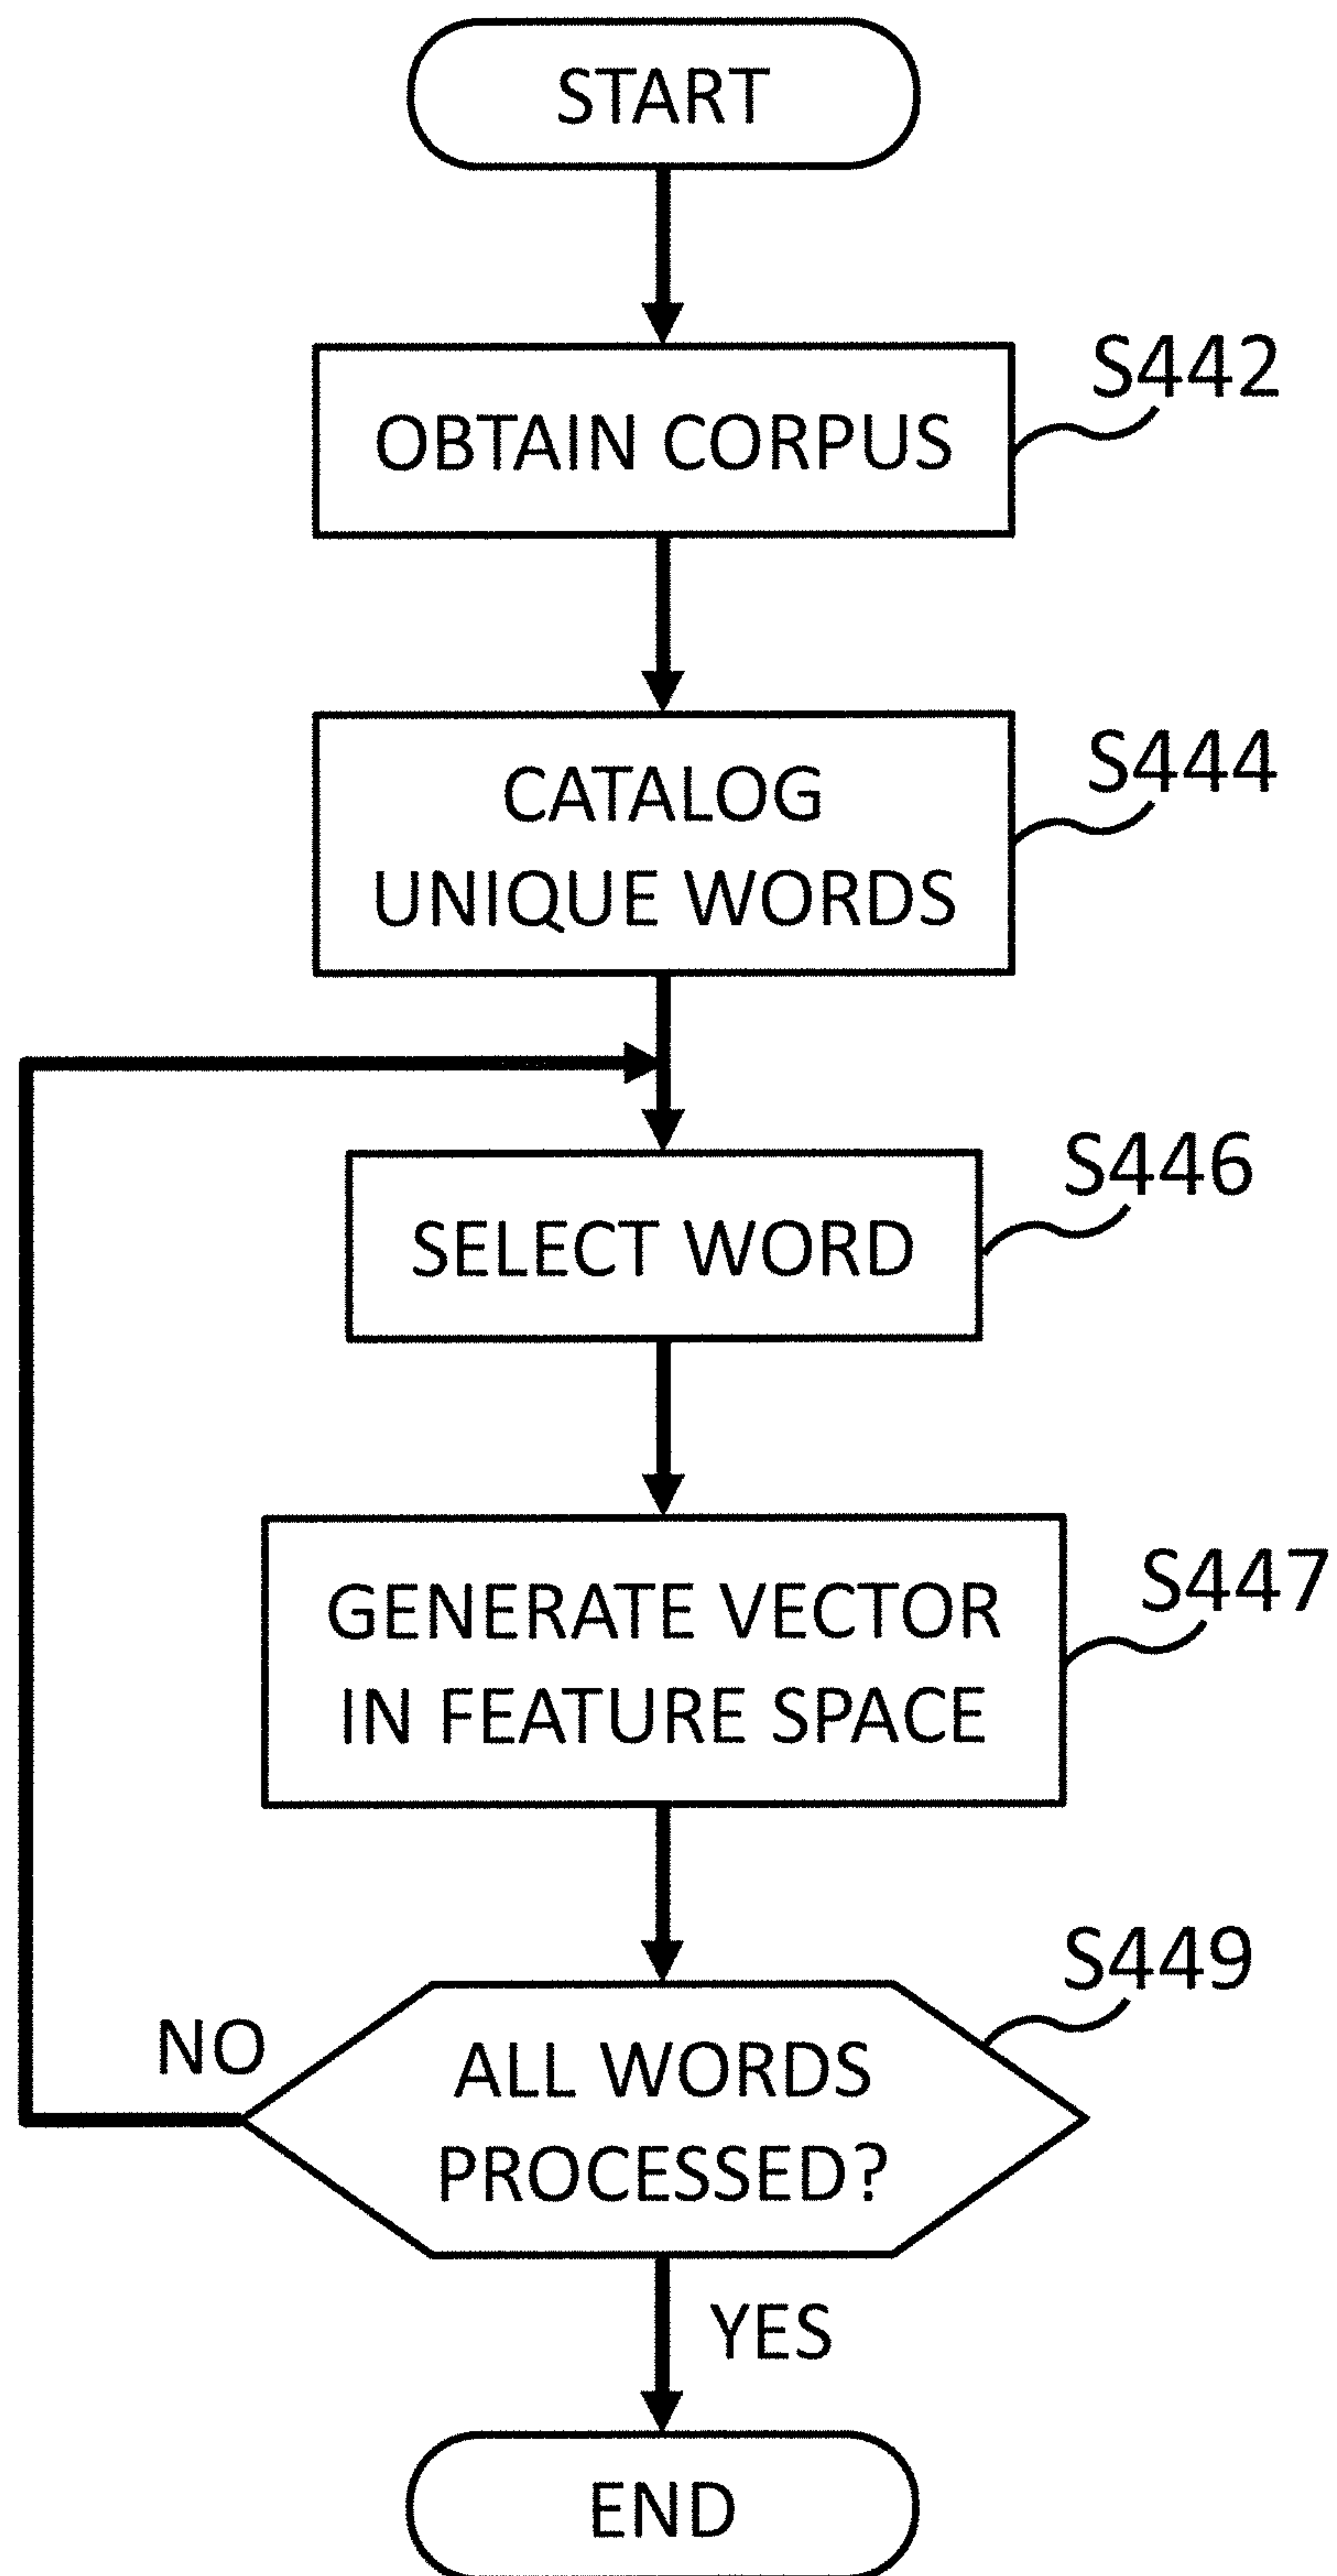 START
S442
OBTAIN CORPUS
S444
CATALOG
UNIQUE WORDS
S446
SELECT WORD
S447
GENERATE VECTOR
IN FEATURE SPACE
S449
NO
ALL WORDS
PROCESSED?
YES
END